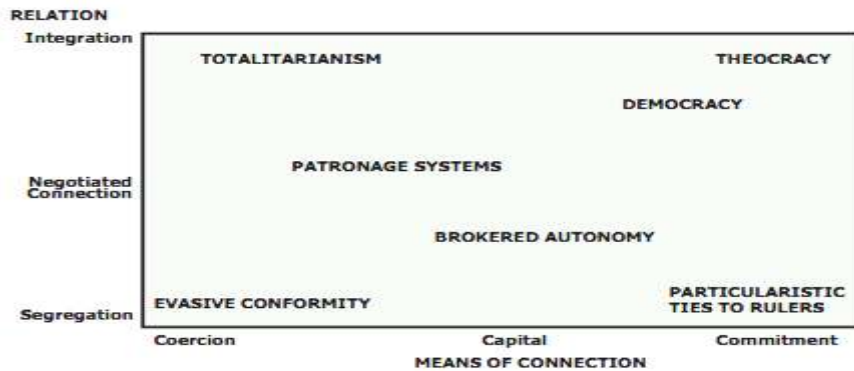 RELATION
Integration
TOTALITARIANISM
THEOCRACY
DEMOCRACY
PATRONAGE SYSTEMS
Negotiated
Connection
BROKERED AUTONOMY
EVASIVE CONFORMITY
PARTICULARISTIC
TIES TO RULERS
Segregation
Coercion
Capital
Commitment
MEANS OF CONNECTION